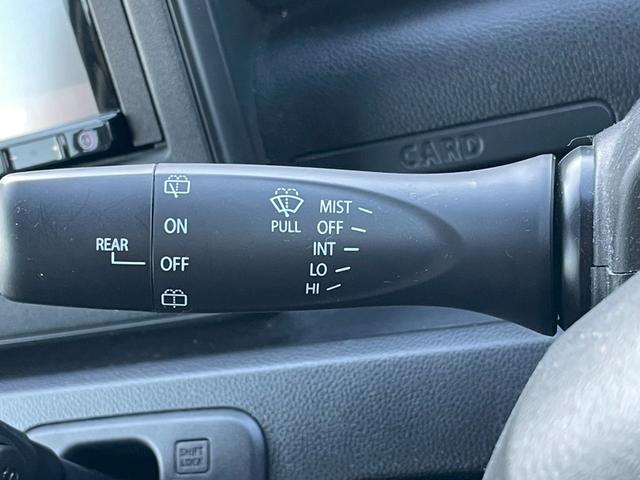 CARD
MIST
PULL OFF
ON
INT
REAR OFF
LO
HI
SHIFT
LOCK